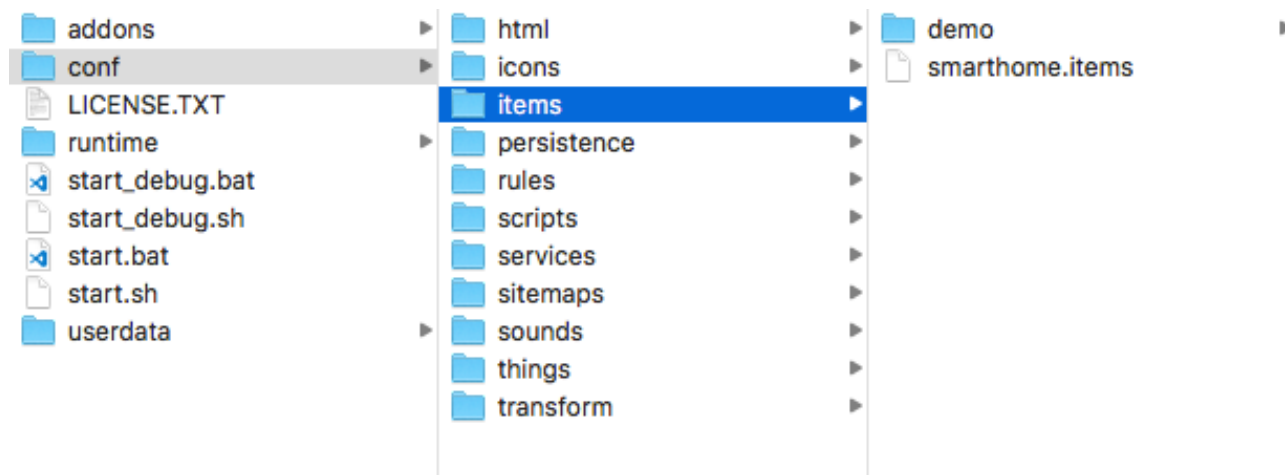 addons
conf
LICENSE.TXT
runtime
start_debug.bat
start_debug.sh
start.bat
start.sh
userdata
html
icons
items
persistence
rules
scripts
services
sitemaps
sounds
things
transform
demo
smarthome.items